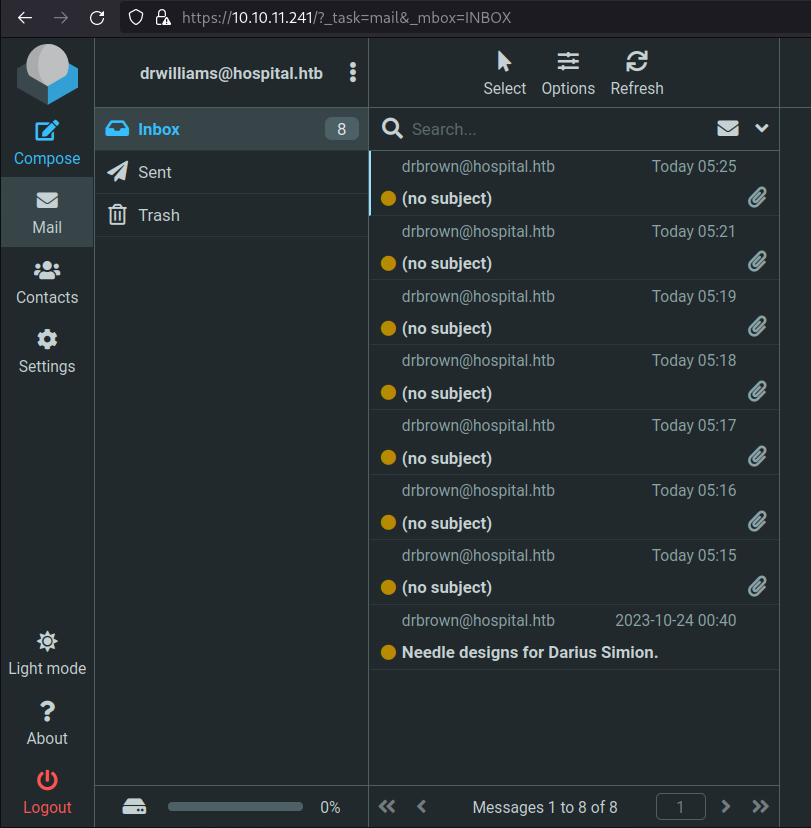 https://10.10.11.241/?_task=mail&_mbox=INBOX
drwilliams@hospital.htb
Compose
Mail
Contacts
Settings
Light mode
About
Logout
Inbox 8
Sent
Trash
0%
Select Options Refresh
Search...
drbrown@hospital.htb Today 05:25
(no subject)
drbrown@hospital.htb Today 05:21
(no subject)
drbrown@hospital.htb Today 05:19
(no subject)
drbrown@hospital.htb Today 05:18
(no subject)
drbrown@hospital.htb Today 05:17
(no subject)
drbrown@hospital.htb Today 05:16
(no subject)
drbrown@hospital.htb Today 05:15
(no subject)
drbrown@hospital.htb 2023-10-24 00:40
Needle designs for Darius Simion.
Messages 1 to 8 of 8 1